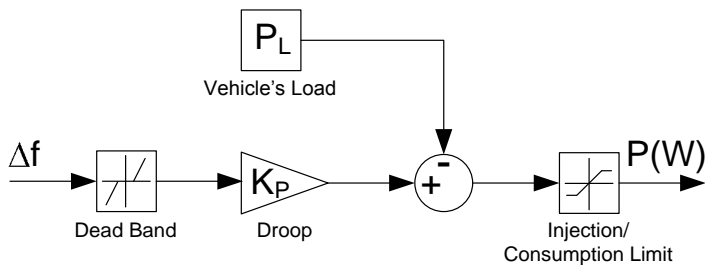 P_L
Vehicle's Load
Δf
Dead Band
K_P
Droop
-
+
P(W)
Injection/
Consumption Limit